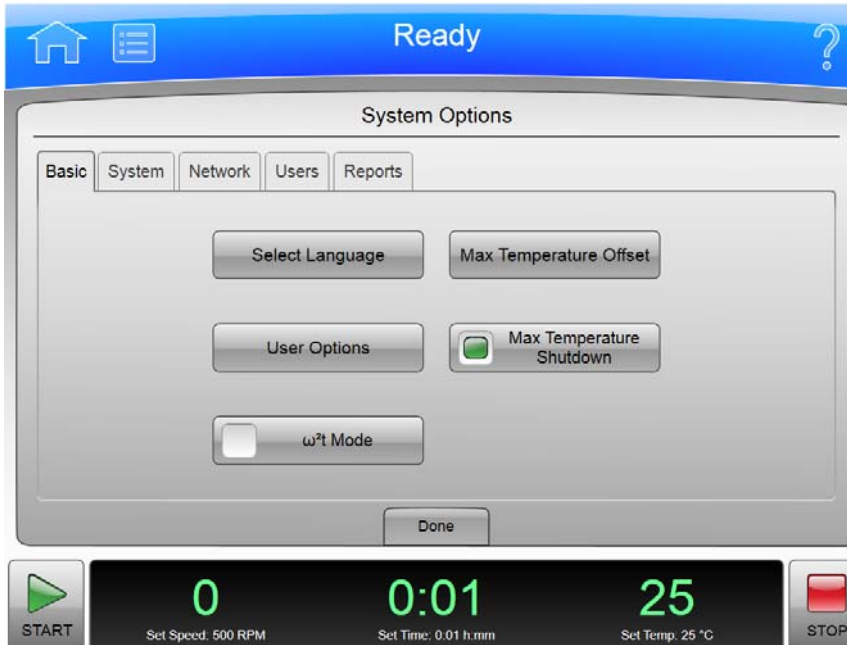 Ready
?
System Options
Basic System Network Users Reports
Select Language Max Temperature Offset
User Options Max Temperature
Shutdown
ω²t Mode
Done
START 0 0:01 25 STOP
Set Speed: 500 RPM Set Time: 0:01 h:mm Set Temp. 25 °C